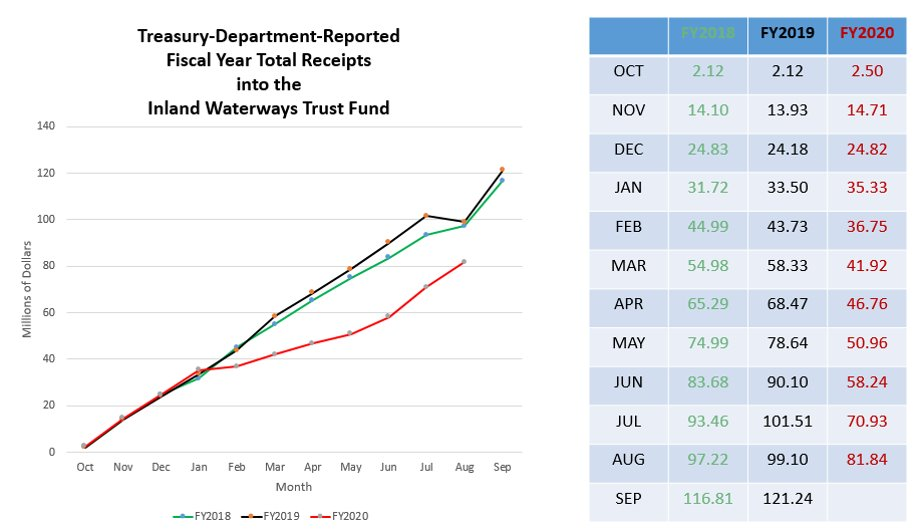 Treasury-Department-Reported
Fiscal Year Total Receipts
into the
Inland Waterways Trust Fund
Millions of Dollars
140
120
100
80
60
40
20
0
Oct Nov Dec Jan Feb Mar Apr May Jun Jul Aug Sep
Month
FY2018 FY2019 FY2020
FY2018 FY2019 FY2020
OCT 2.12 2.12 2.50
NOV 14.10 13.93 14.71
DEC 24.83 24.18 24.82
JAN 31.72 33.50 35.33
FEB 44.99 43.73 36.75
MAR 54.98 58.33 41.92
APR 65.29 68.47 46.76
MAY 74.99 78.64 50.96
JUN 83.68 90.10 58.24
JUL 93.46 101.51 70.93
AUG 97.22 99.10 81.84
SEP 116.81 121.24